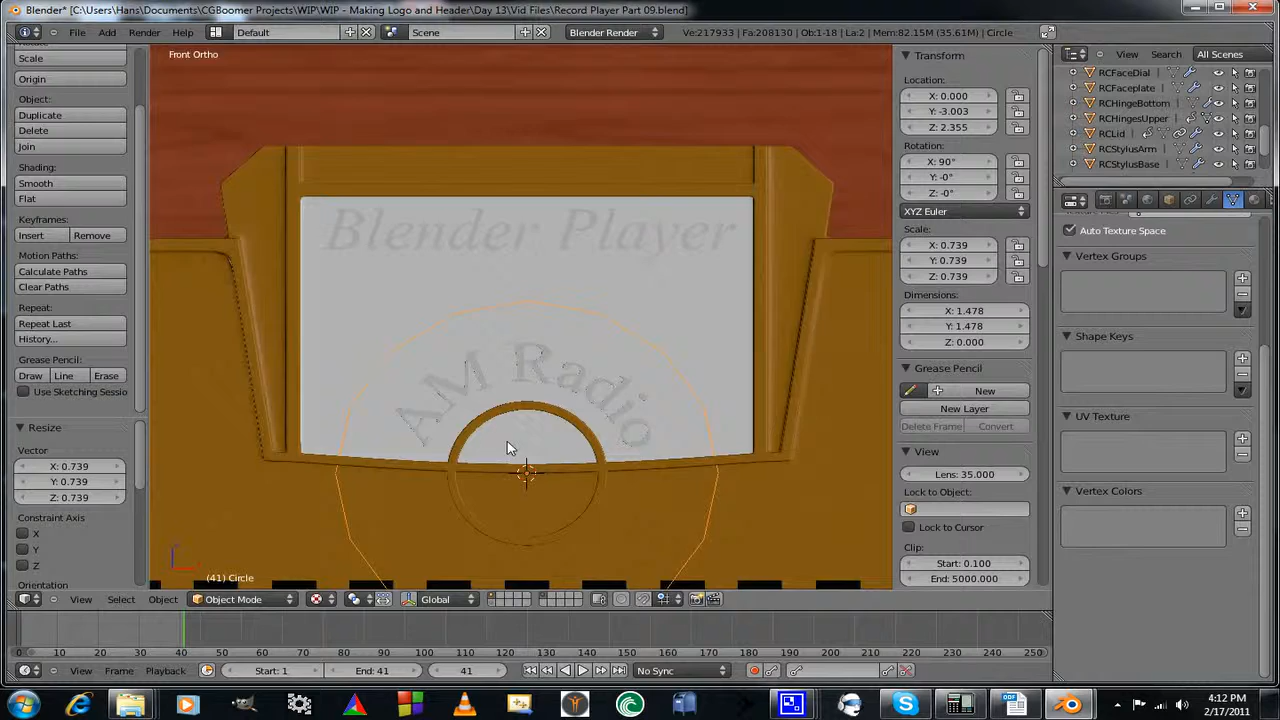 Blender* [C:\Users\Hans\Documents\CGBoomer Projects\WIP\WIP - Making Logo and Header\Day 13\Vid Files\Record Player Part 09.blend]
File Add Render Help Default Scene Blender Render Ve:217933 | Fa:208130 | Ob:1-18 | La:2 | Mem:82.15M (35.61M) | Circle
Scale
Origin
Object:
Duplicate
Delete
Join
Shading:
Smooth
Flat
Keyframes:
Insert Remove
Motion Paths:
Calculate Paths
Clear Paths
Repeat:
Repeat Last
History...
Grease Pencil:
Draw Line Erase
Use Sketching Sessio
Resize
Vector
X: 0.739
Y: 0.739
Z: 0.739
Constraint Axis
X
Y
Z
Orientation
Front Ortho
Blender Player
AM Radio
(41) Circle
Transform
Location:
X: 0.000
Y: -3.003
Z: 2.355
Rotation:
X: 90°
Y: -0°
Z: -0°
XYZ Euler
Scale:
X: 0.739
Y: 0.739
Z: 0.739
Dimensions:
X: 1.478
Y: 1.478
Z: 0.000
Grease Pencil
New
New Layer
Delete Frame Convert
View
Lens: 35.000
Lock to Object:
Lock to Cursor
Clip:
Start: 0.100
End: 5000.000
View Search All Scenes
RCFaceDial
RCFaceplate
RCHingeBottom
RCHingesUpper
RCLid
RCStylusArm
RCStylusBase
Auto Texture Space
Vertex Groups
Shape Keys
UV Texture
Vertex Colors
View Select Object Object Mode Global
0 10 20 30 40 50 60 70 80 90 100 110 120 130 140 150 160 170 180 190 200 210 220 230 240 250
View Frame Playback Start: 1 End: 41 41 No Sync
4:12 PM
2/17/2011